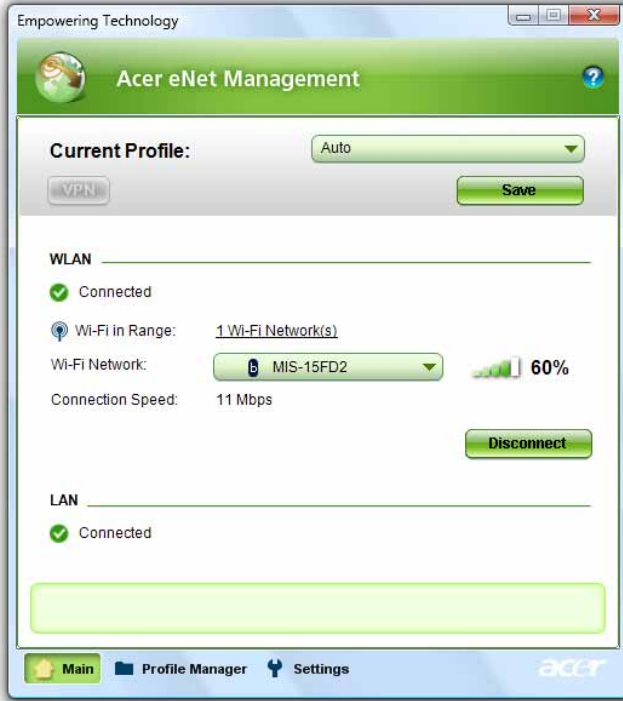 Empowering Technology
Acer eNet Management
?
Current Profile:
Auto
VPN
Save
WLAN
Connected
Wi-Fi in Range:
1 Wi-Fi Network(s)
Wi-Fi Network:
b MIS-15FD2
60%
Connection Speed:
11 Mbps
Disconnect
LAN
Connected
Main
Profile Manager
Settings
acer